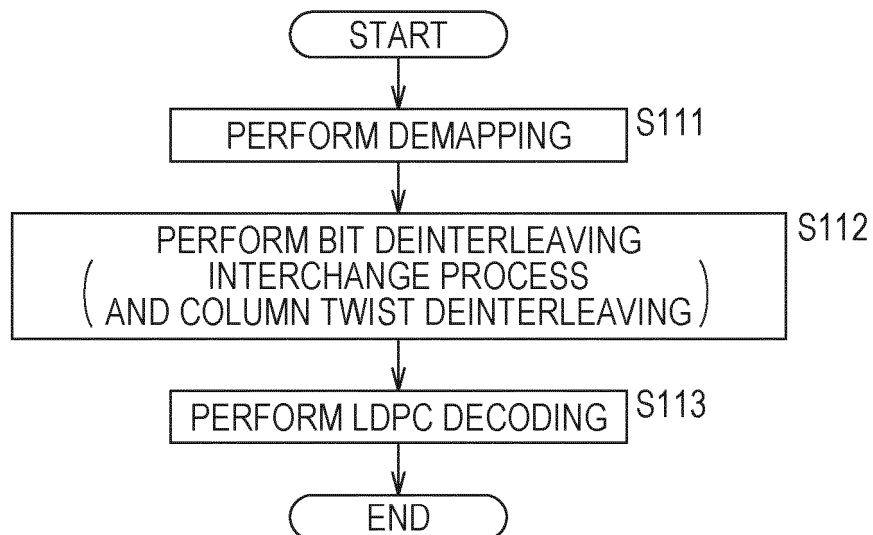 START
PERFORM DEMAPPING
S111
PERFORM BIT DEINTERLEAVING
S112
( INTERCHANGE PROCESS
AND COLUMN TWIST DEINTERLEAVING )
PERFORM LDPC DECODING
S113
END